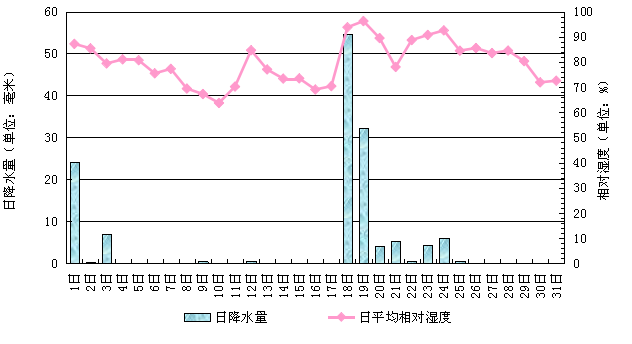 60
50
40
30
20
10
0
日降水量（单位：毫米）
100
90
80
70
60
50
40
30
20
10
0
相对湿度（单位：%）
1日
2日
3日
4日
5日
6日
7日
8日
9日
10日
11日
12日
13日
14日
15日
16日
17日
18日
19日
20日
21日
22日
23日
24日
25日
26日
27日
28日
29日
30日
31日
日降水量
日平均相对湿度